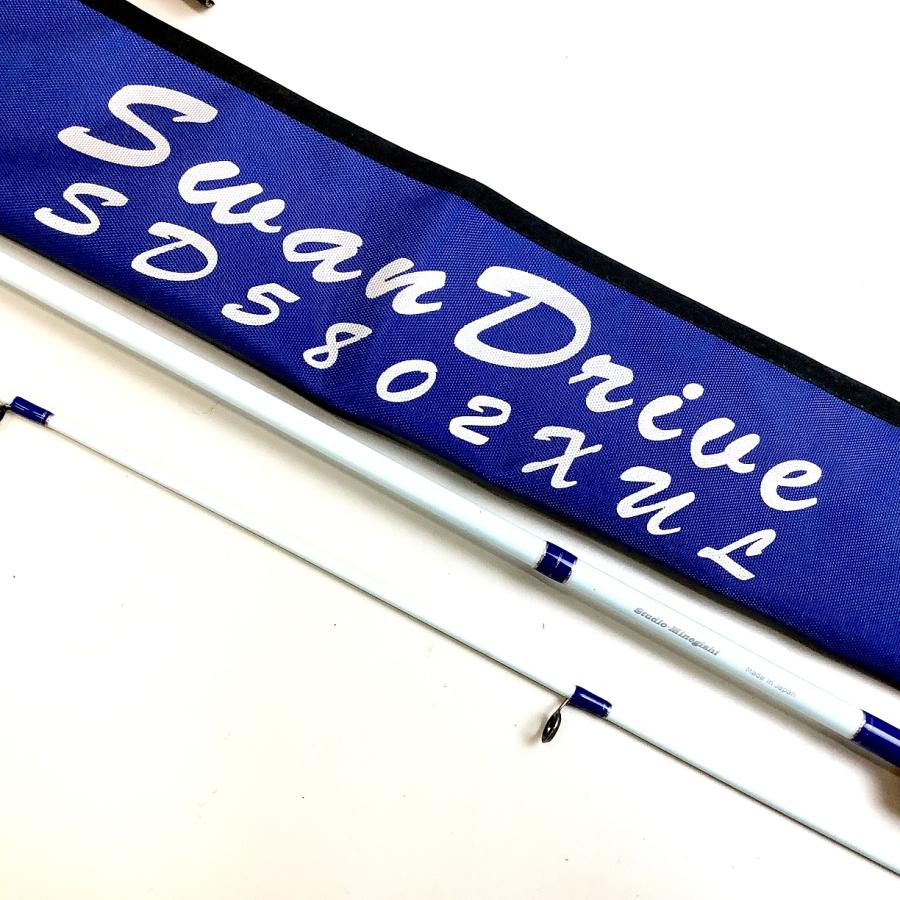 SwanDrive
SD5802XUL
Studio Minegishi
Made in Japan